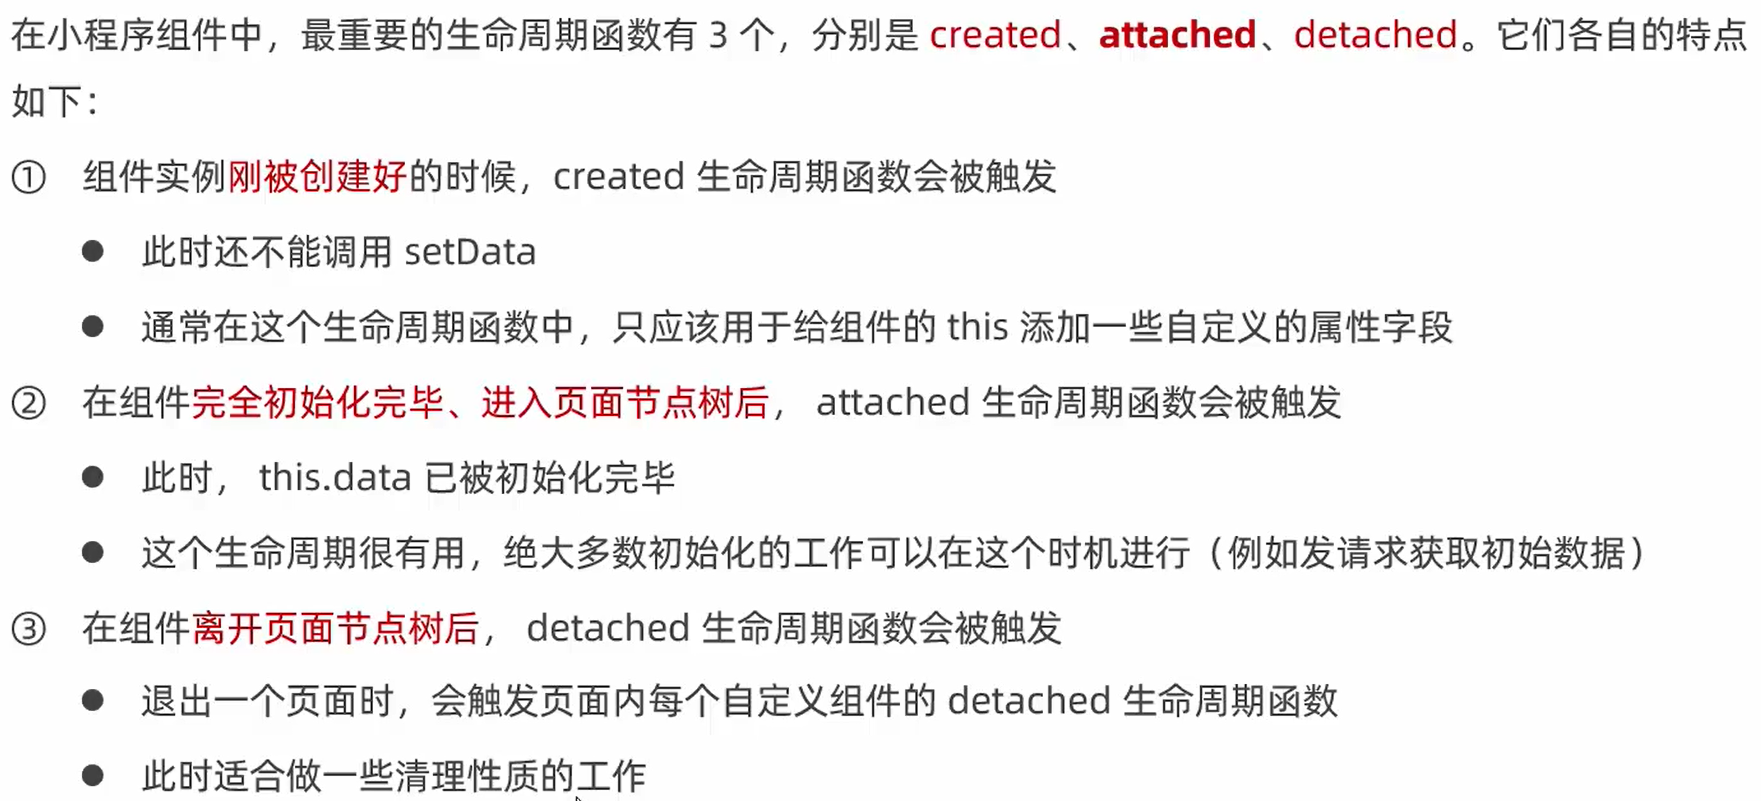 在小程序组件中，最重要的生命周期函数有 3 个，分别是 created、attached、detached。它们各自的特点
如下：
① 组件实例刚被创建好的时候，created 生命周期函数会被触发
● 此时还不能调用 setData
● 通常在这个生命周期函数中，只应该用于给组件的 this 添加一些自定义的属性字段
② 在组件完全初始化完毕、进入页面节点树后， attached 生命周期函数会被触发
● 此时， this.data 已被初始化完毕
● 这个生命周期很有用，绝大多数初始化的工作可以在这个时机进行（例如发请求获取初始数据）
③ 在组件离开页面节点树后， detached 生命周期函数会被触发
● 退出一个页面时，会触发页面内每个自定义组件的 detached 生命周期函数
● 此时适合做一些清理性质的工作